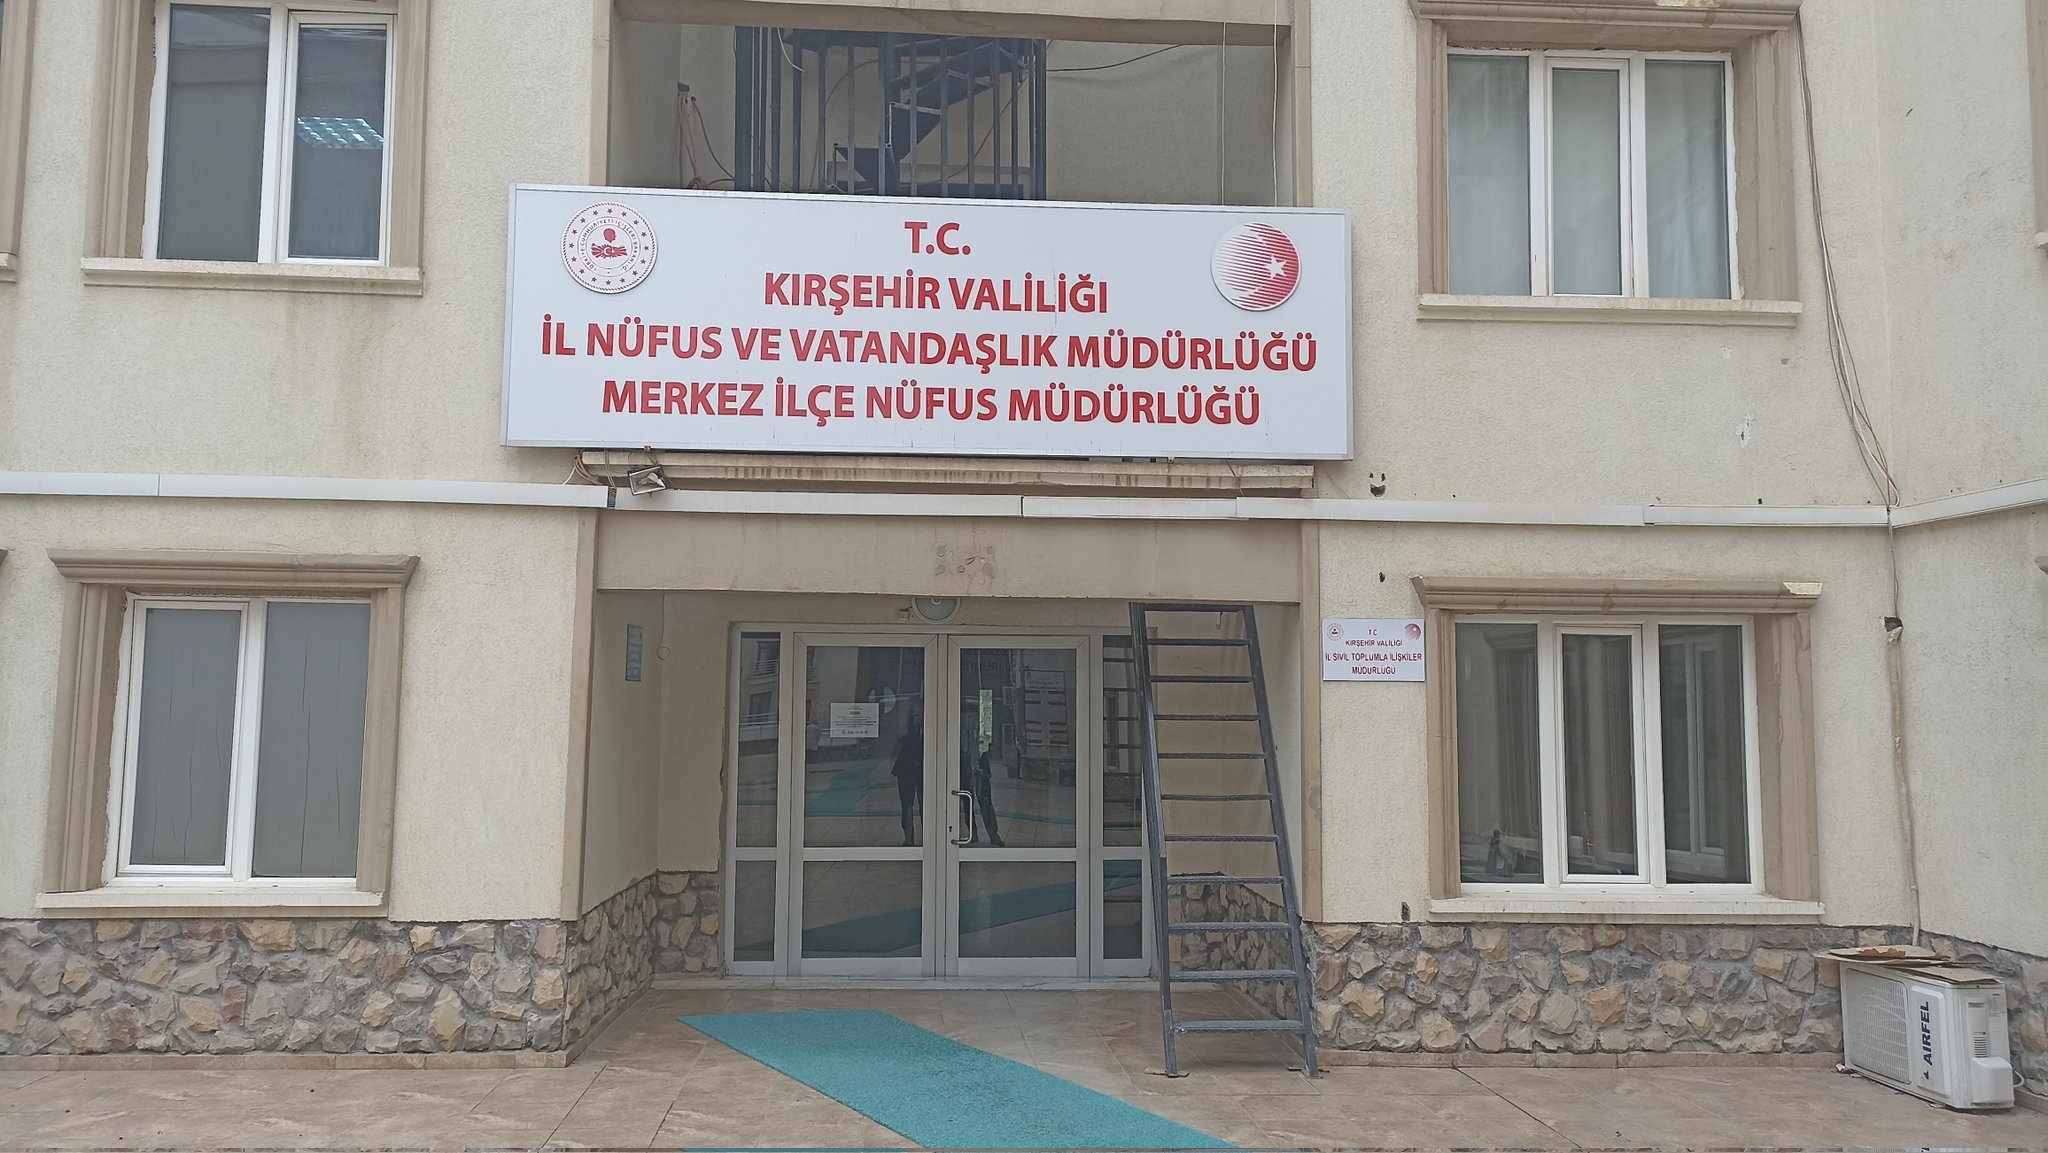 T.C.
KIRŞEHİR VALİLİĞI
İL NÜFUS VE VATANDAŞLIK MÜDÜRLÜĞÜ
MERKEZ İLÇE NÜFUS MÜDÜRLÜĞÜ
T C
KIRŞEHİR VALİLİĞİ
İL SİVİL TOPLUMLA İLİŞKİLER
MÜDÜRLÜĞÜ
AIRFEL